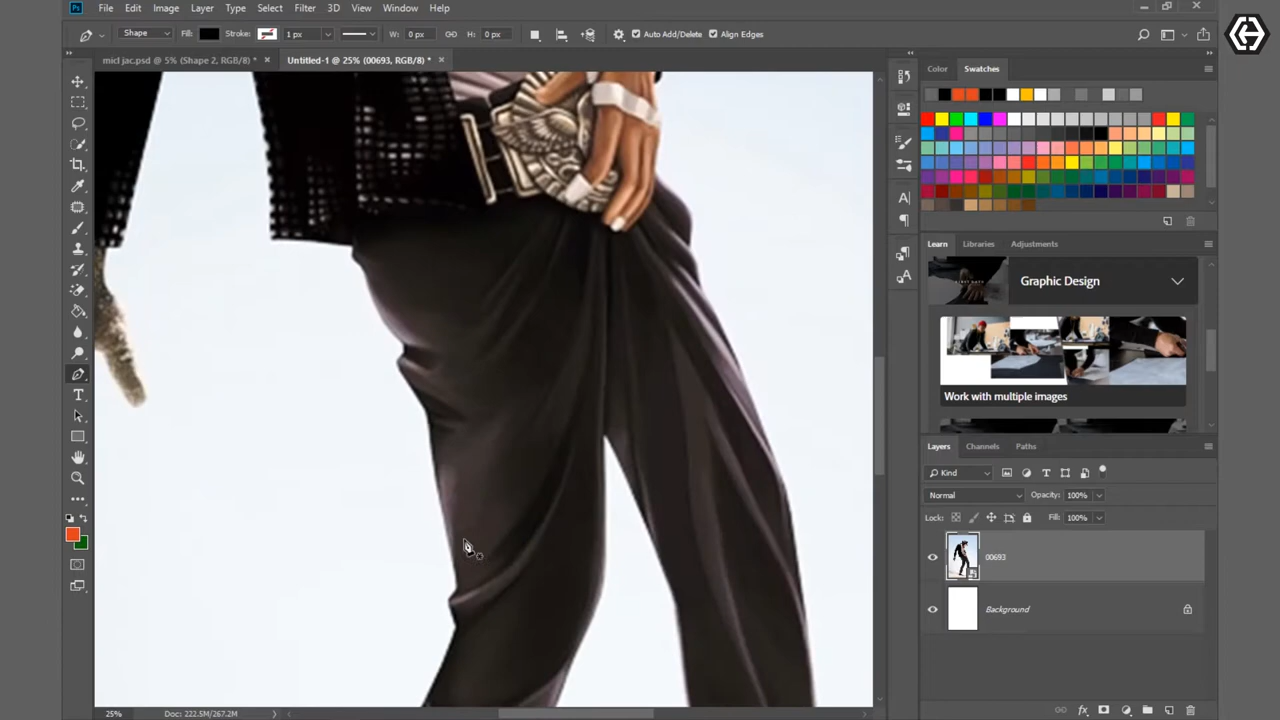 Ps File Edit Image Layer Type Select Filter 3D View Window Help
Shape Fill: Stroke: 1 px W: 0 px H: 0 px Auto Add/Delete Align Edges
micl jac.psd @ 5% (Shape 2, RGB/8) * × Untitled-1 @ 25% (00693, RGB/8) * ×
Color Swatches
Learn Libraries Adjustments
Graphic Design
Work with multiple images
Layers Channels Paths
Kind
Normal Opacity: 100%
Lock: Fill: 100%
00693
Background
25% Doc: 222.5M/267.2M